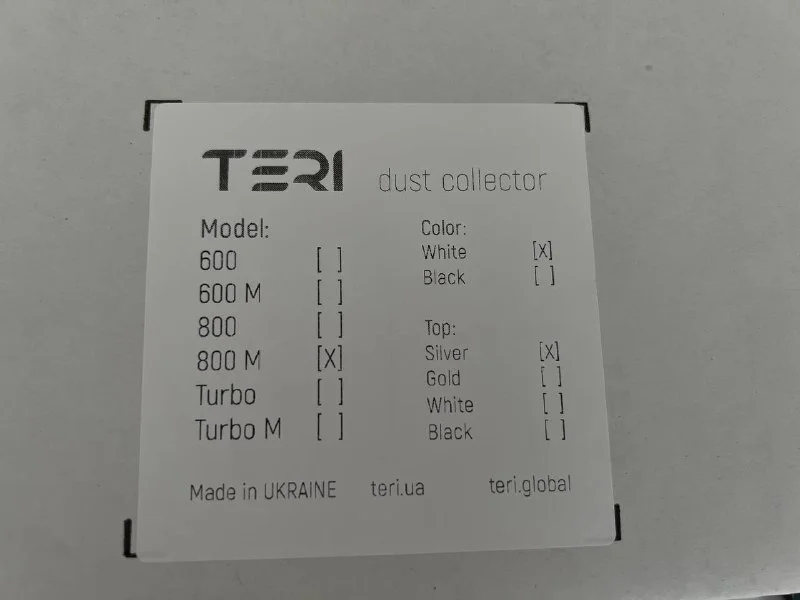 TERI dust collector
Model:
600 [ ]
600 M [ ]
800 [ ]
800 M [X]
Turbo [ ]
Turbo M [ ]
Color:
White [X]
Black [ ]
Top:
Silver [X]
Gold [ ]
White [ ]
Black [ ]
Made in UKRAINE teri.ua teri.global